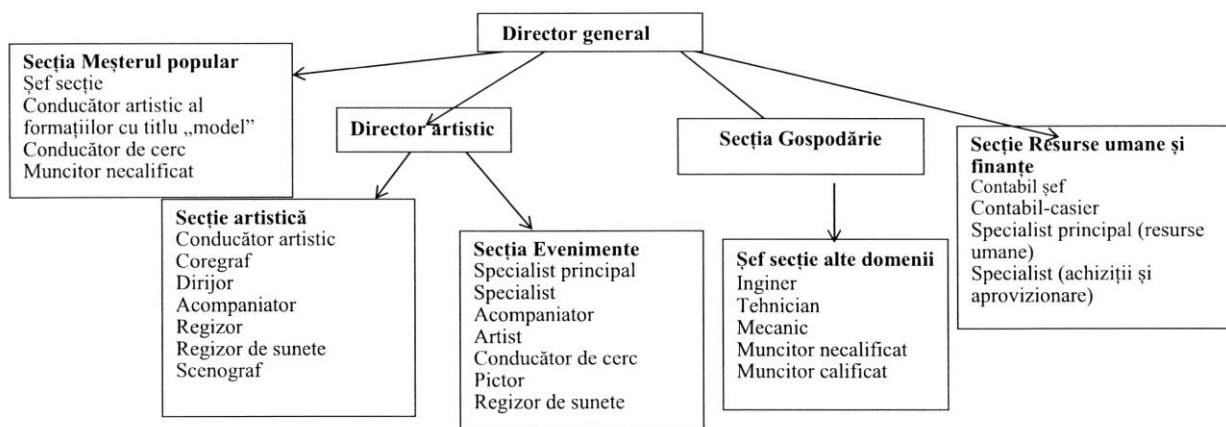 Director general
Secția Meșterul popular
Șef secție
Conducător artistic al
formațiilor cu titlu „model”
Conducător de cerc
Muncitor necalificat
Director artistic
Secția Gospodărie
Secție Resurse umane și
finanțe
Contabil șef
Contabil-casier
Specialist principal (resurse
umane)
Specialist (achiziții și
aprovizionare)
Secție artistică
Conducător artistic
Coregraf
Dirijor
Acompaniator
Regizor
Regizor de sunete
Scenograf
Secția Evenimente
Specialist principal
Specialist
Acompaniator
Artist
Conducător de cerc
Pictor
Regizor de sunete
Șef secție alte domenii
Inginer
Tehnician
Mecanic
Muncitor necalificat
Muncitor calificat